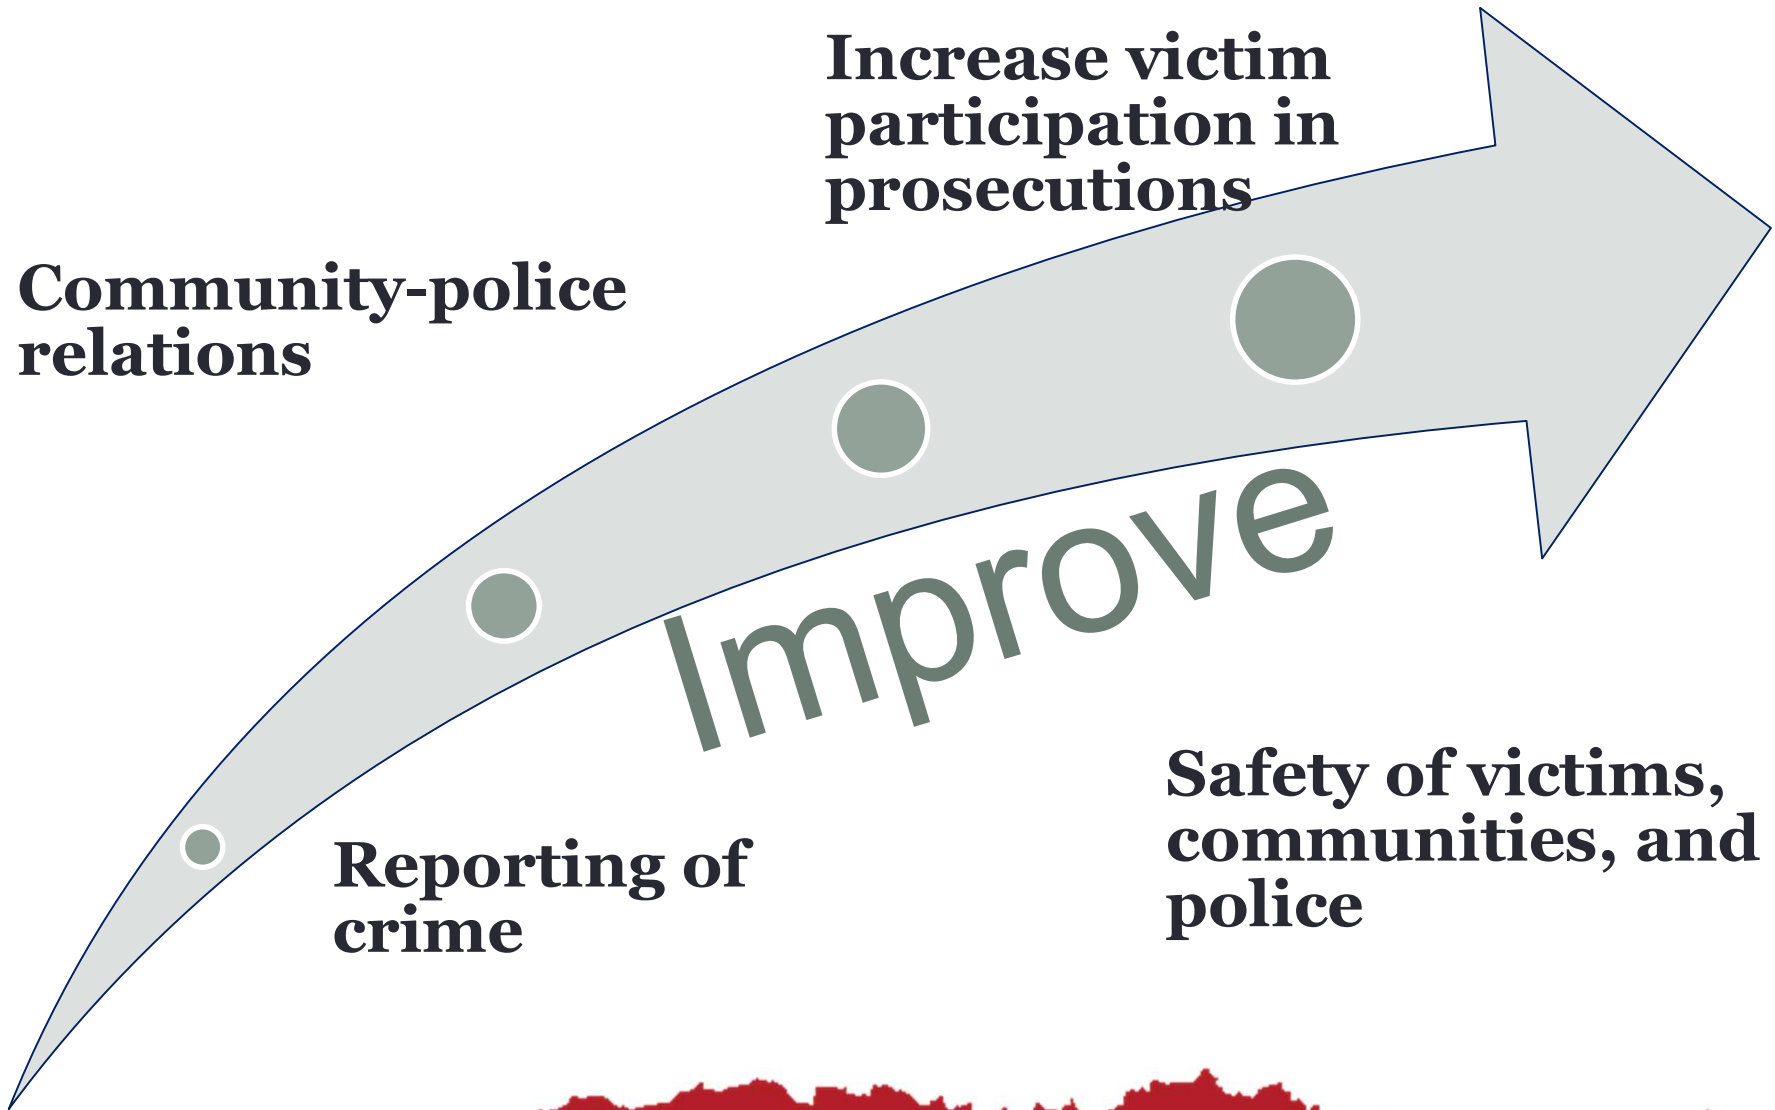 Increase victim
participation in
prosecutions
Community-police
relations
Improve
Reporting of
crime
Safety of victims,
communities, and
police